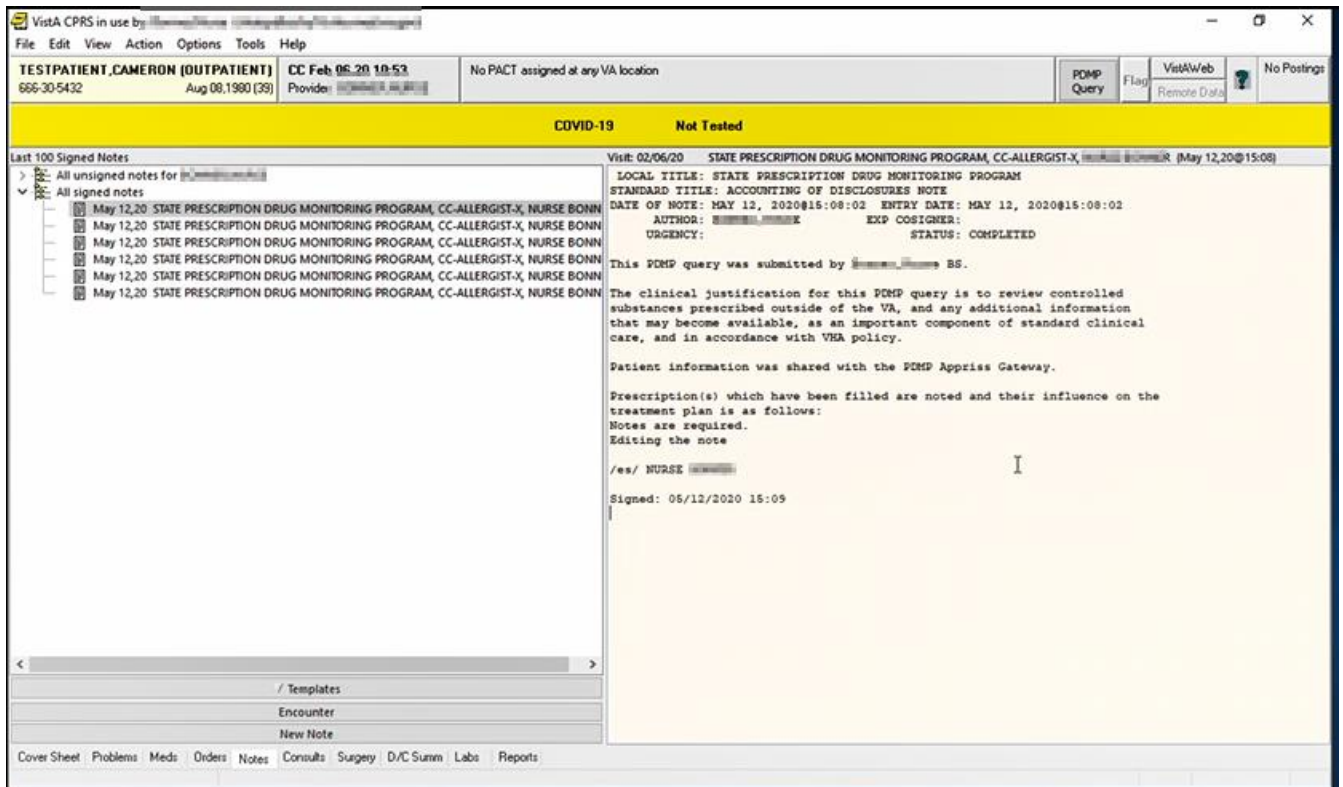 VistA CPRS in use by
File Edit View Action Options Tools Help
TESTPATIENT,CAMERON (OUTPATIENT)
666-30-5432 Aug 08,1980 (39)
CC Feb 06,20 10:53
Provider:
No PACT assigned at any VA location
PDMP
Query
Flag
VistAWeb
Remote Data
?
No Postings
COVID-19 Not Tested
Last 100 Signed Notes
All unsigned notes for
All signed notes
May 12,20 STATE PRESCRIPTION DRUG MONITORING PROGRAM, CC-ALLERGIST-X, NURSE BONN
May 12,20 STATE PRESCRIPTION DRUG MONITORING PROGRAM, CC-ALLERGIST-X, NURSE BONN
May 12,20 STATE PRESCRIPTION DRUG MONITORING PROGRAM, CC-ALLERGIST-X, NURSE BONN
May 12,20 STATE PRESCRIPTION DRUG MONITORING PROGRAM, CC-ALLERGIST-X, NURSE BONN
May 12,20 STATE PRESCRIPTION DRUG MONITORING PROGRAM, CC-ALLERGIST-X, NURSE BONN
May 12,20 STATE PRESCRIPTION DRUG MONITORING PROGRAM, CC-ALLERGIST-X, NURSE BONN
/ Templates
Encounter
New Note
Visit: 02/06/20 STATE PRESCRIPTION DRUG MONITORING PROGRAM, CC-ALLERGIST-X, (May 12,20@15:08)
LOCAL TITLE: STATE PRESCRIPTION DRUG MONITORING PROGRAM
STANDARD TITLE: ACCOUNTING OF DISCLOSURES NOTE
DATE OF NOTE: MAY 12, 2020@15:08:02 ENTRY DATE: MAY 12, 2020@15:08:02
AUTHOR: EXP COSIGNER:
URGENCY: STATUS: COMPLETED
This PDMP query was submitted by BS.
The clinical justification for this PDMP query is to review controlled
substances prescribed outside of the VA, and any additional information
that may become available, as an important component of standard clinical
care, and in accordance with VHA policy.
Patient information was shared with the PDMP Appriss Gateway.
Prescription(s) which have been filled are noted and their influence on the
treatment plan is as follows:
Notes are required.
Editing the note
/es/ NURSE
Signed: 05/12/2020 15:09
Cover Sheet Problems Meds Orders Notes Consults Surgery D/C Summ Labs Reports